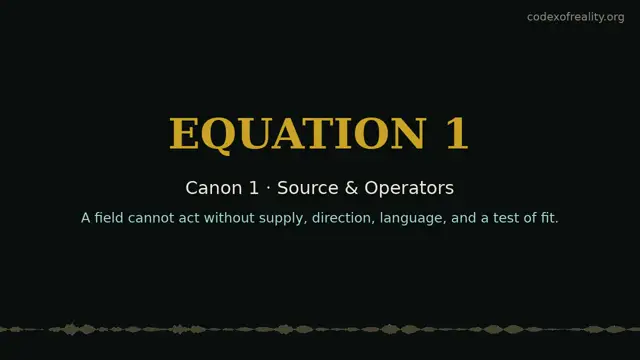 codexofreality.org
EQUATION 1
Canon 1 · Source & Operators
A field cannot act without supply, direction, language, and a test of fit.